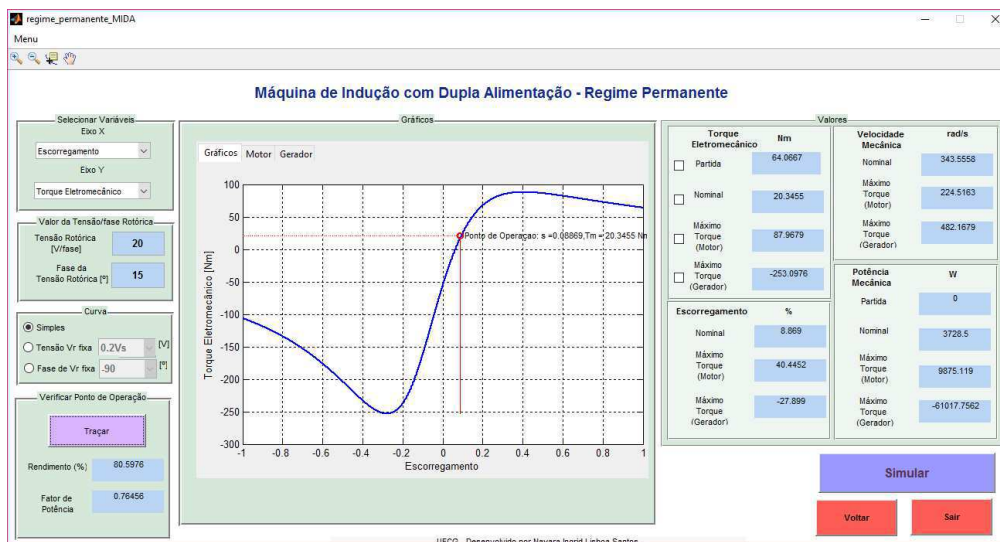 regime_permanente_MIDA
Menu
Máquina de Indução com Dupla Alimentação - Regime Permanente
Selecionar Variáveis
Eixo X
Escorregamento
Eixo Y
Torque Eletromecânico
Valor da Tensão/fase Rotórica
Tensão Rotórica [V/fase]
20
Fase da Tensão Rotórica [º]
15
Curva
Simples
Tensão Vr fixa
0.2Vs
[V]
Fase de Vr fixa
-90
[º]
Verificar Ponto de Operação
Traçar
Rendimento (%)
80.5976
Fator de Potência
0.76456
Gráficos
Gráficos Motor Gerador
Torque Eletromecânico [Nm]
100
50
0
-50
-100
-150
-200
-250
-300
Ponto de Operaçao: s =0.08869,Tm = 20.3455 Nm
-1 -0.8 -0.6 -0.4 -0.2 0 0.2 0.4 0.6 0.8 1
Escorregamento
Valores
Torque Eletromecânico
Nm
Partida
64.0667
Nominal
20.3455
Máximo Torque (Motor)
87.9679
Máximo Torque (Gerador)
-253.0976
Escorregamento
%
Nominal
8.869
Máximo Torque (Motor)
40.4452
Máximo Torque (Gerador)
-27.899
Velocidade Mecânica
rad/s
Nominal
343.5558
Máximo Torque (Motor)
224.5163
Máximo Torque (Gerador)
482.1679
Potência Mecânica
W
Partida
0
Nominal
3728.5
Máximo Torque (Motor)
9875.119
Máximo Torque (Gerador)
-61017.7562
Simular
Voltar
Sair
UFCG - Desenvolvido por Nayara Ingrid Lisboa Santos